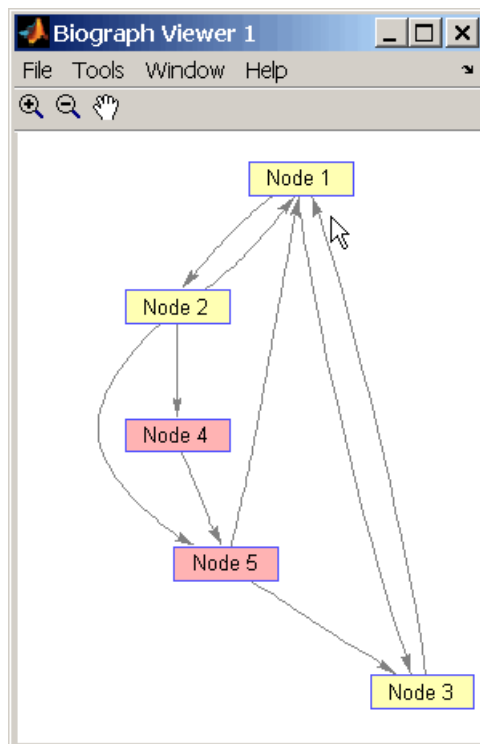 Biograph Viewer 1
File Tools Window Help
Node 1
Node 2
Node 4
Node 5
Node 3